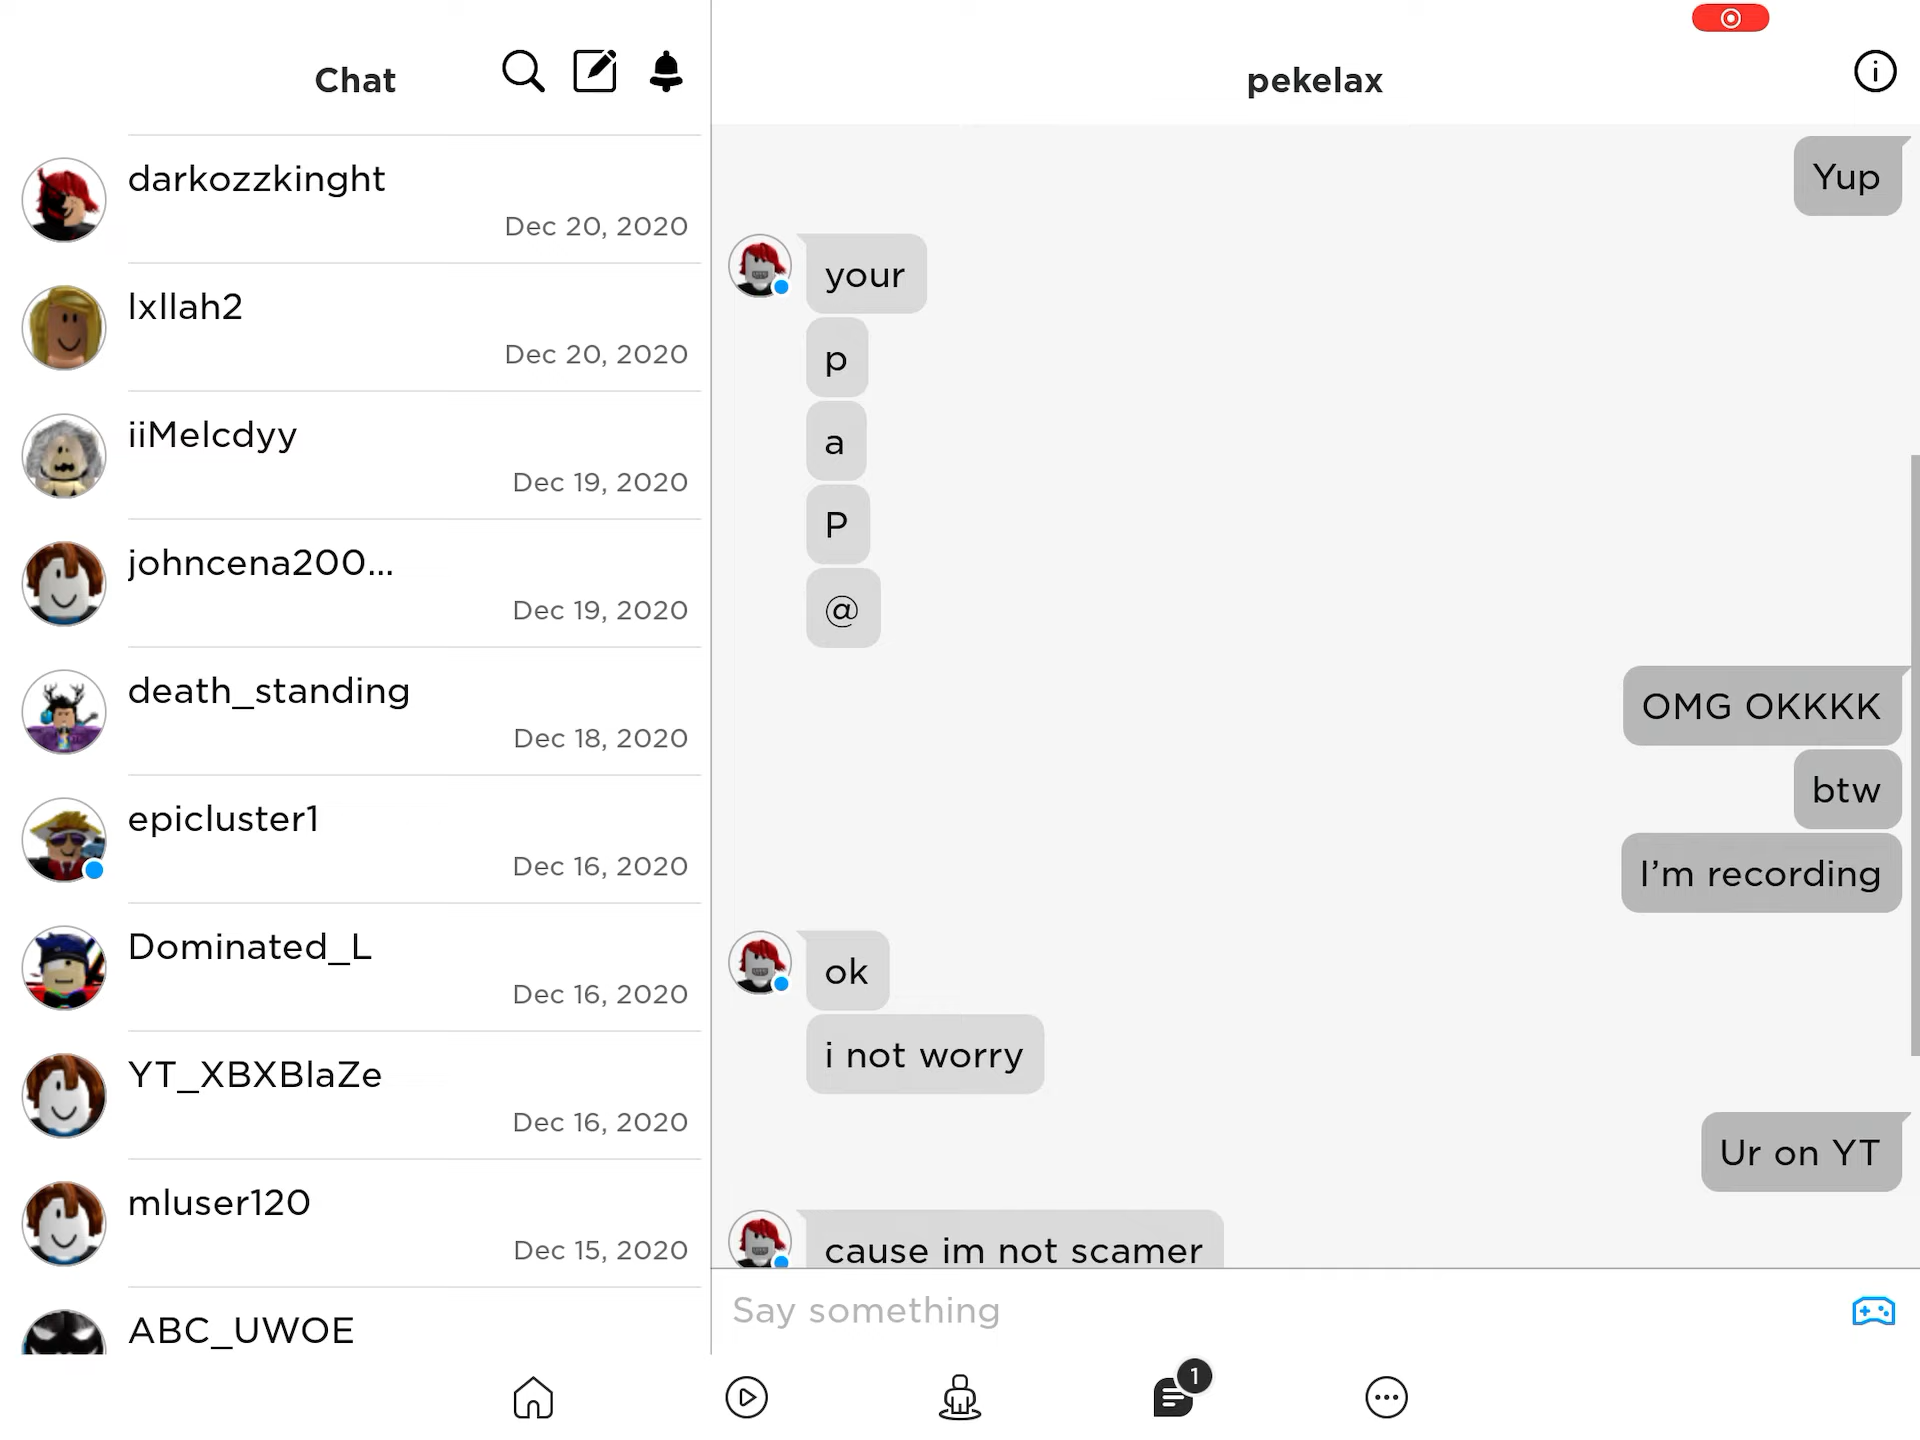 Chat
darkozzkinght
Dec 20, 2020
lxllah2
Dec 20, 2020
iiMelcdyy
Dec 19, 2020
johncena200...
Dec 19, 2020
death_standing
Dec 18, 2020
epicluster1
Dec 16, 2020
Dominated_L
Dec 16, 2020
YT_XBXBlaZe
Dec 16, 2020
mluser120
Dec 15, 2020
ABC_UWOE
pekelax
Yup
your
p
a
P
@
OMG OKKKK
btw
I’m recording
ok
i not worry
Ur on YT
cause im not scamer
Say something
1